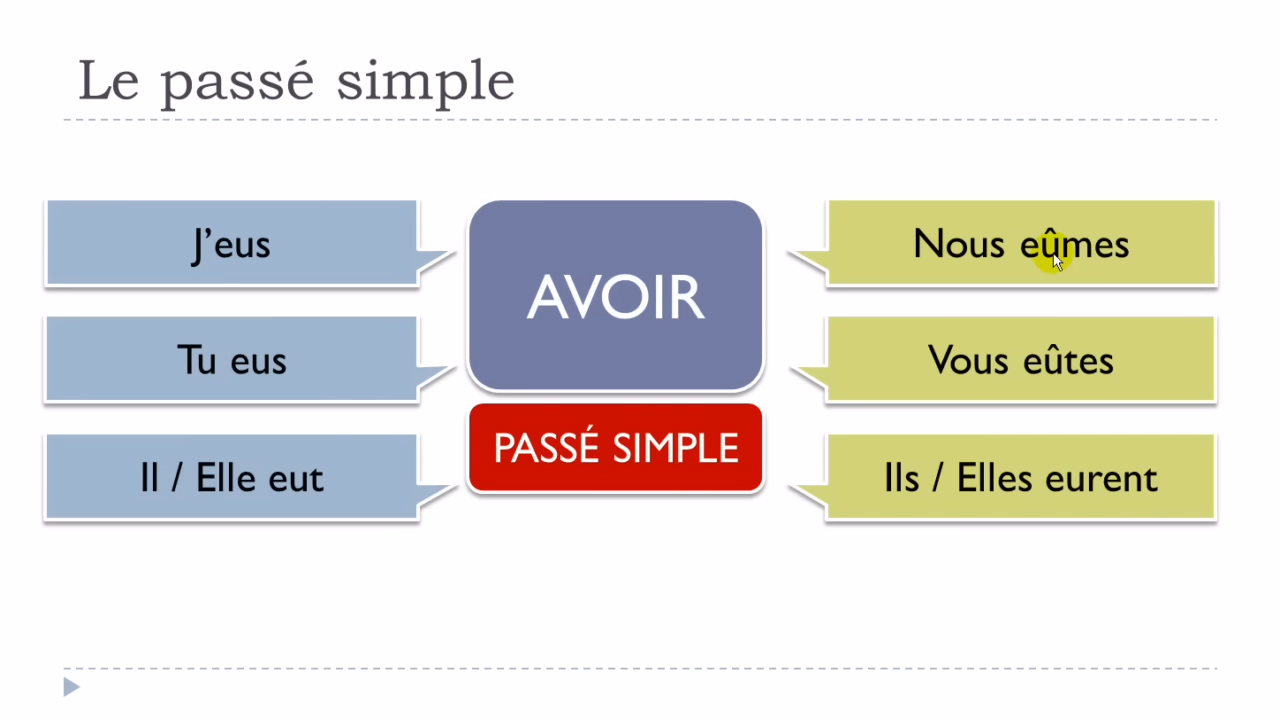 Le passé simple
J’eus
Tu eus
Il / Elle eut
AVOIR
PASSÉ SIMPLE
Nous eûmes
Vous eûtes
Ils / Elles eurent